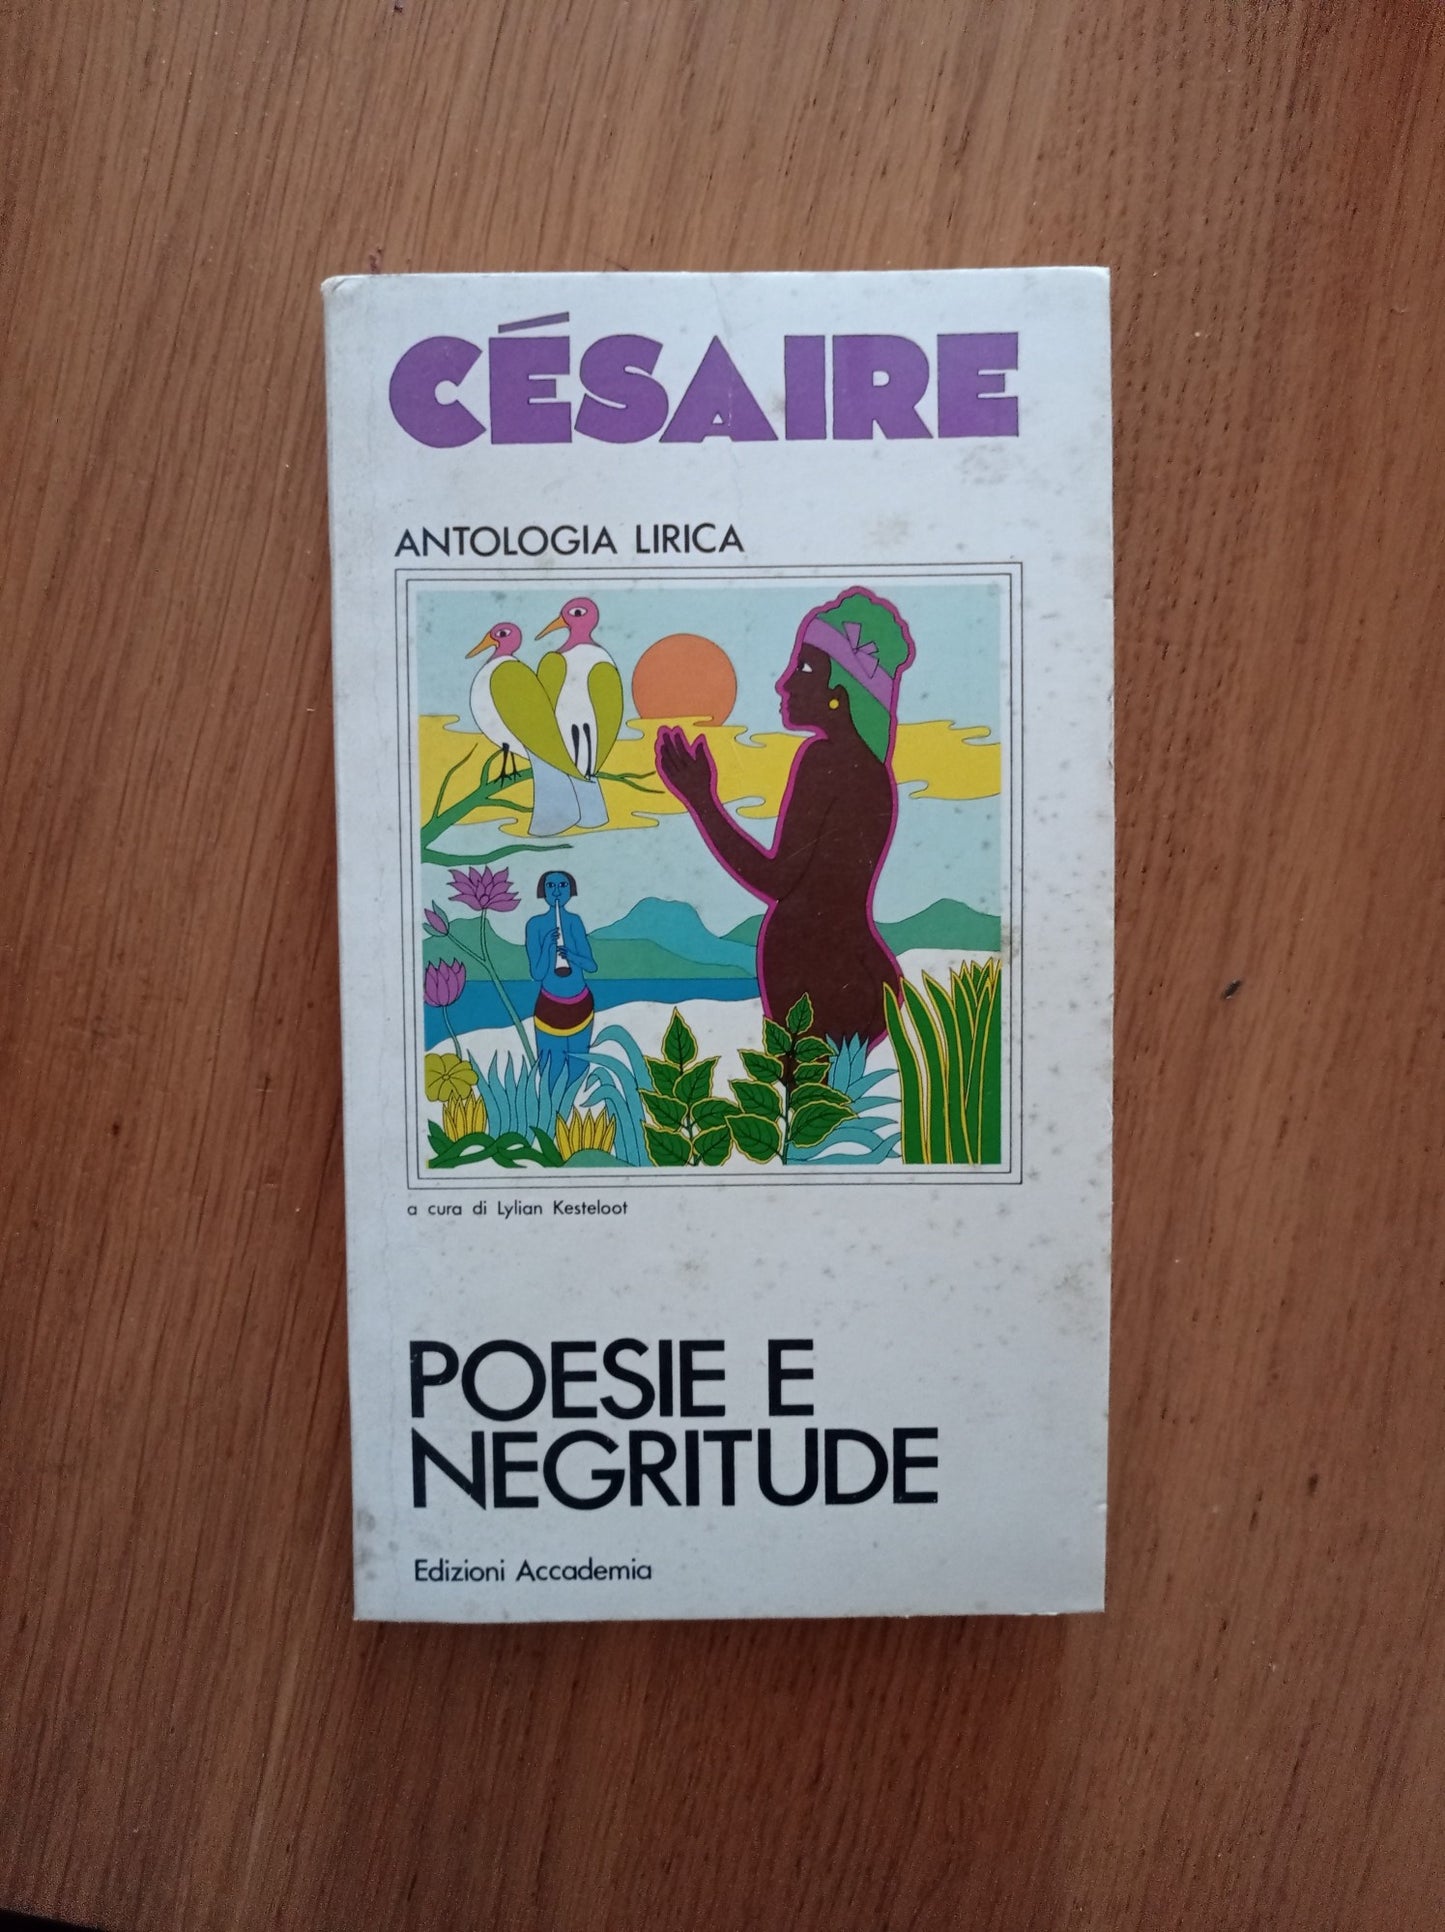 CÉSAIRE
ANTOLOGIA LIRICA
a cura di Lylian Kesteloot
POESIE E
NEGRITUDE
Edizioni Accademia